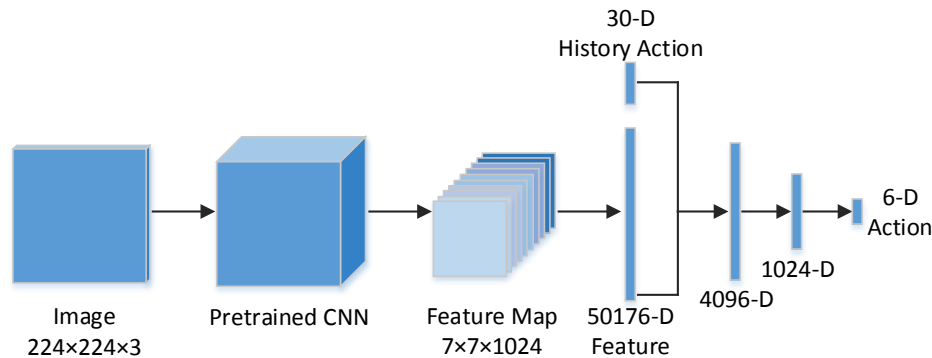 30-D
History Action
6-D
Action
1024-D
4096-D
Image
224×224×3
Pretrained CNN
Feature Map
7×7×1024
50176-D
Feature